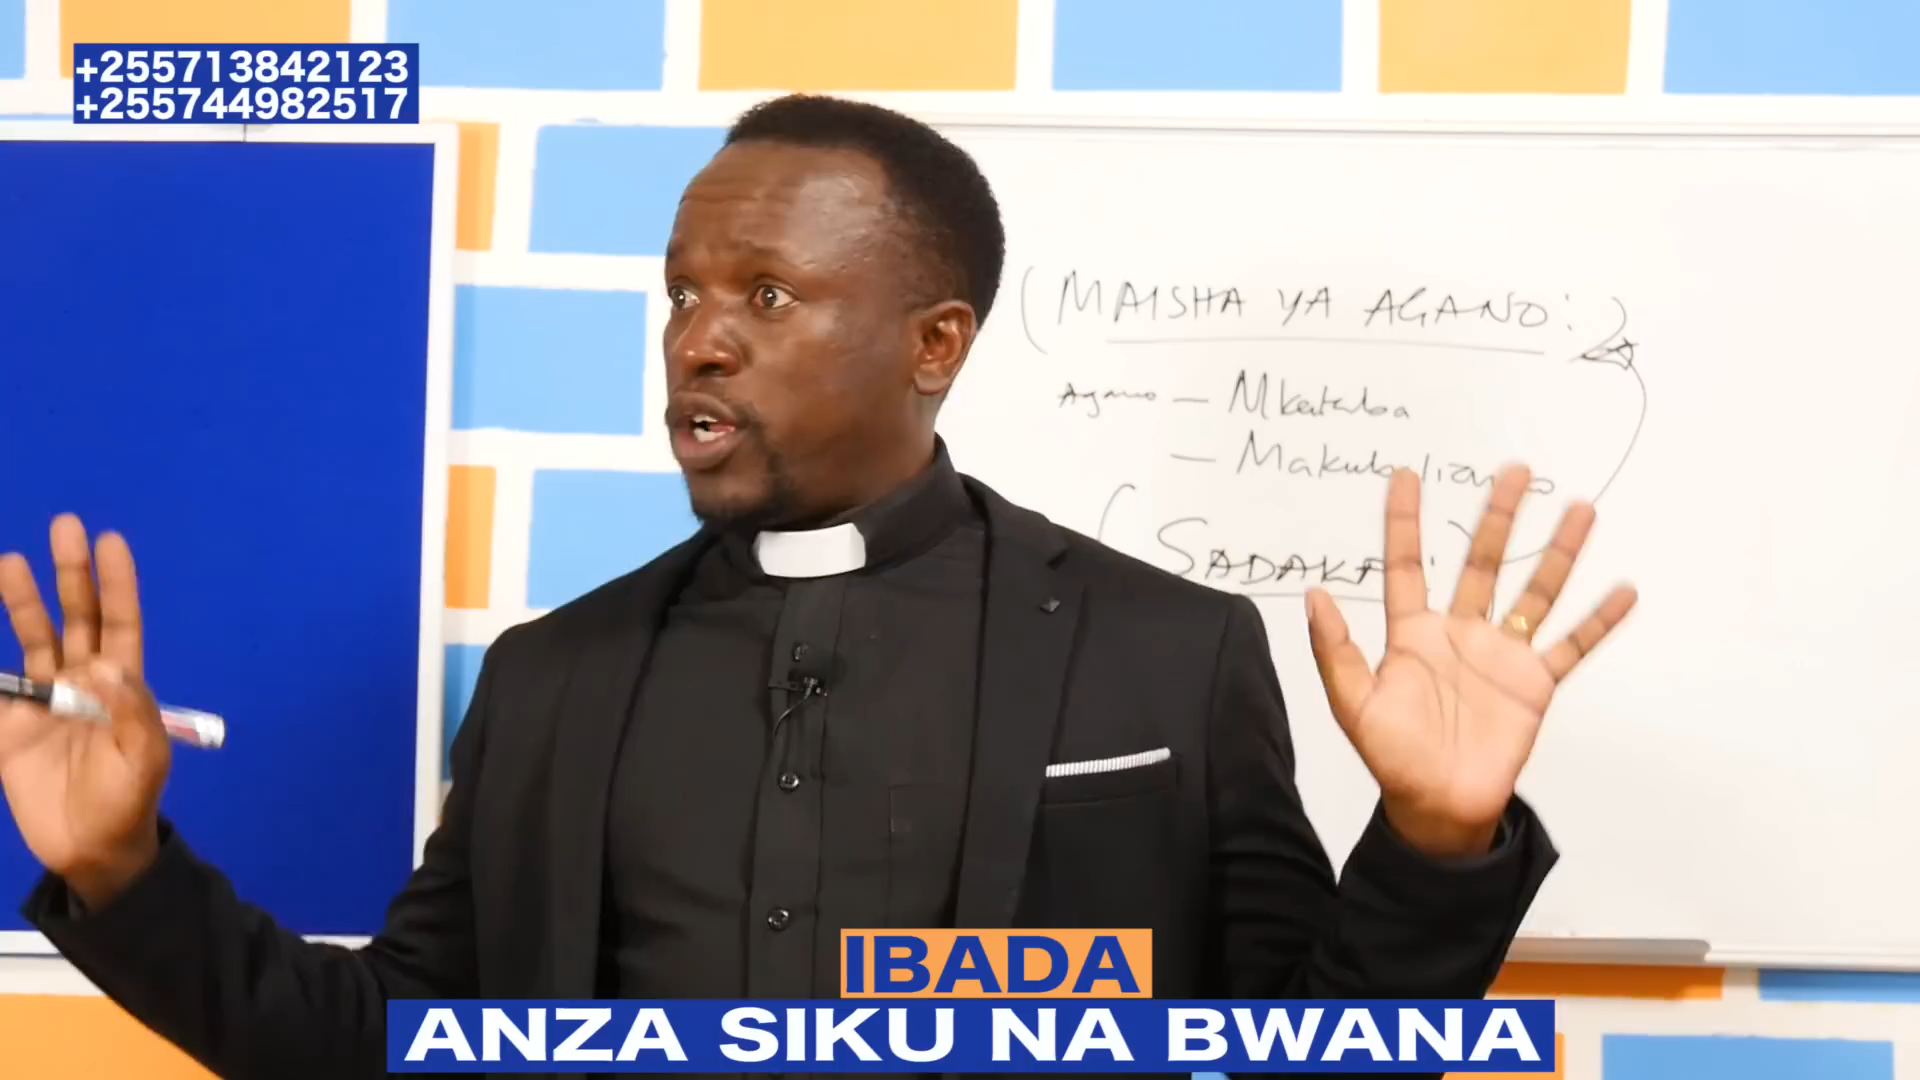 +255713842123
+255744982517
(MAISHA YA AGANO:)
Agano – Mkataba
– Makubaliano
(SADAKA:)
IBADA
ANZA SIKU NA BWANA